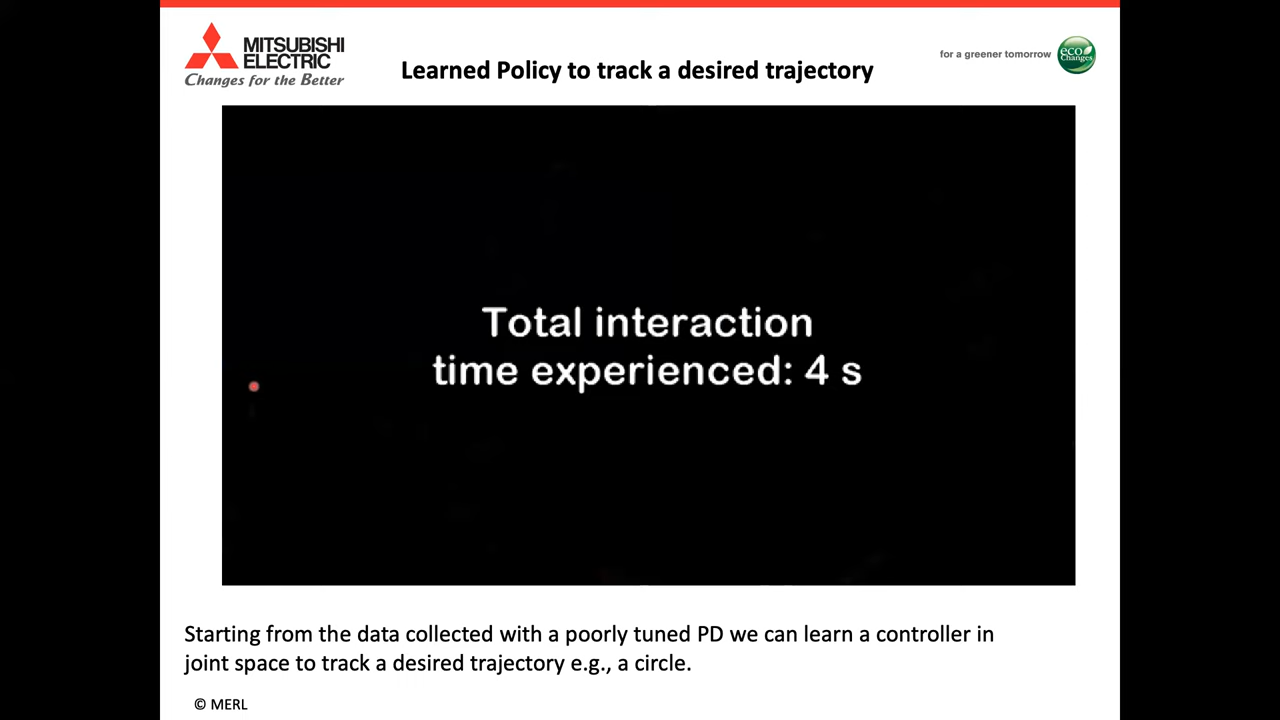 MITSUBISHI
ELECTRIC
Changes for the Better
Learned Policy to track a desired trajectory
for a greener tomorrow
eco
Changes
Total interaction
time experienced: 4 s
Starting from the data collected with a poorly tuned PD we can learn a controller in
joint space to track a desired trajectory e.g., a circle.
© MERL